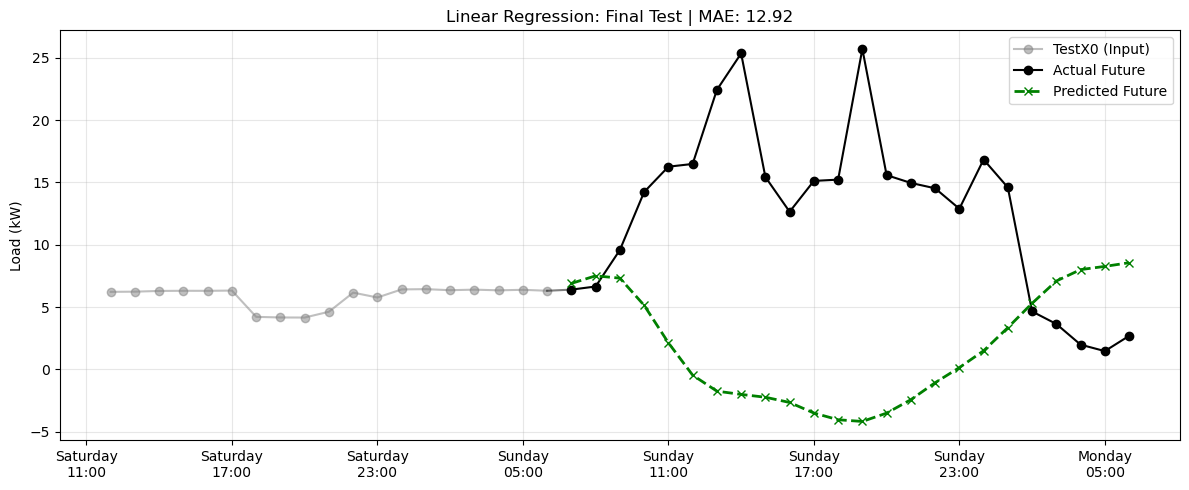 Linear Regression: Final Test | MAE: 12.92
TestX0 (Input)
Actual Future
Predicted Future
Load (kW)
25
20
15
10
5
0
−5
Saturday
11:00
Saturday
17:00
Saturday
23:00
Sunday
05:00
Sunday
11:00
Sunday
17:00
Sunday
23:00
Monday
05:00